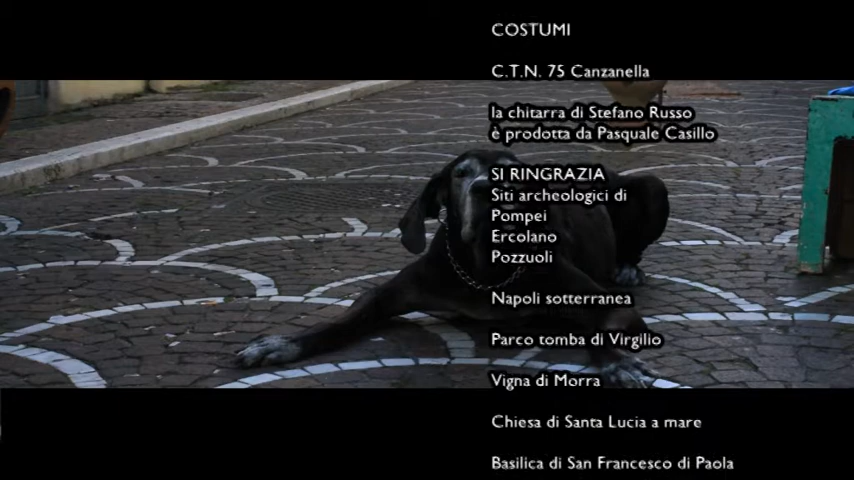 COSTUMI
C.T.N. 75 Canzanella
la chitarra di Stefano Russo
è prodotta da Pasquale Casillo
SI RINGRAZIA
Siti archeologici di
Pompei
Ercolano
Pozzuoli
Napoli sotterranea
Parco tomba di Virgilio
Vigna di Morra
Chiesa di Santa Lucia a mare
Basilica di San Francesco di Paola